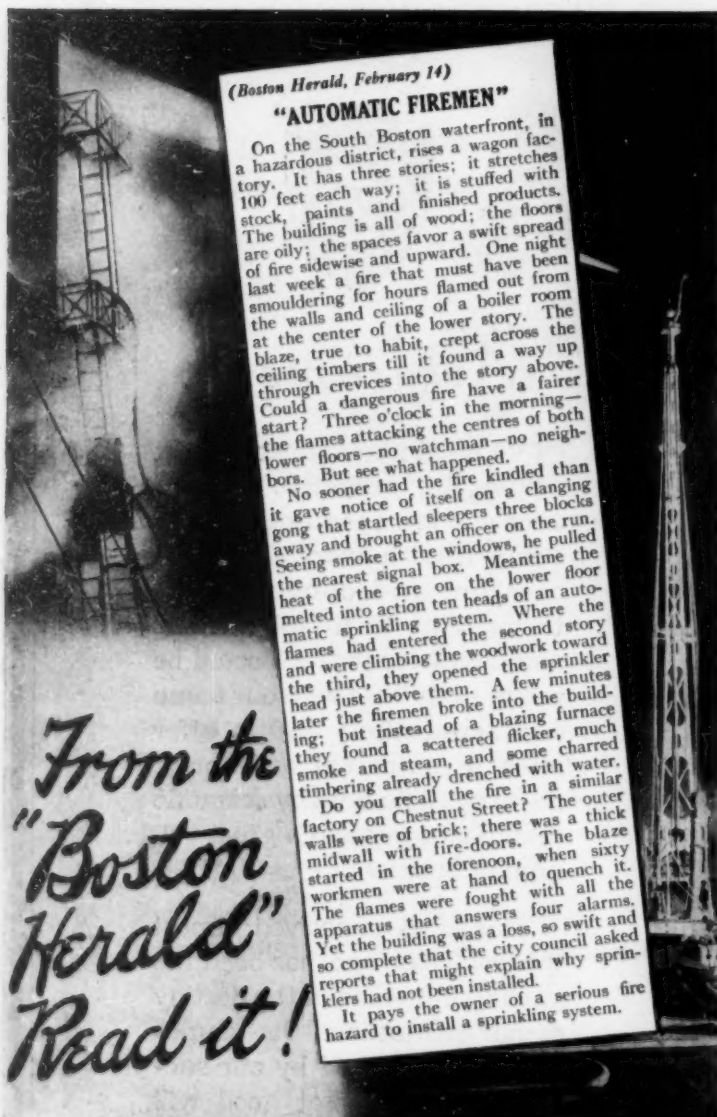 (Boston Herald, February 14)
"AUTOMATIC FIREMEN"
On the South Boston waterfront, in
a hazardous district, rises a wagon fac-
tory. It has three stories; it stretches
100 feet each way; it is stuffed with
stock, paints and finished products.
The building is all of wood; the floors
are oily; the spaces favor a swift spread
of fire sidewise and upward. One night
last week a fire that must have been
smouldering for hours flamed out from
the walls and ceiling of a boiler room
at the center of the lower story. The
blaze, true to habit, crept across the
ceiling timbers till it found a way up
through crevices into the story above.
Could a dangerous fire have a fairer
start? Three o'clock in the morning—
the flames attacking the centres of both
lower floors—no watchman—no neigh-
bors. But see what happened.
No sooner had the fire kindled than
it gave notice of itself on a clanging
gong that startled sleepers three blocks
away and brought an officer on the run.
Seeing smoke at the windows, he pulled
the nearest signal box. Meantime the
heat of the fire on the lower floor
melted into action ten heads of an auto-
matic sprinkling system. Where the
flames had entered the second story
and were climbing the woodwork toward
the third, they opened the sprinkler
head just above them. A few minutes
later the firemen broke into the build-
ing; but instead of a blazing furnace
they found a scattered flicker, much
smoke and steam, and some charred
timbering already drenched with water.
Do you recall the fire in a similar
factory on Chestnut Street? The outer
walls were of brick; there was a thick
midwall with fire-doors. The blaze
started in the forenoon, when sixty
workmen were at hand to quench it.
The flames were fought with all the
apparatus that answers four alarms.
Yet the building was a loss, so swift and
so complete that the city council asked
reports that might explain why sprin-
klers had not been installed.
It pays the owner of a serious fire
hazard to install a sprinkling system.
From the
"Boston
Herald"
Read it!